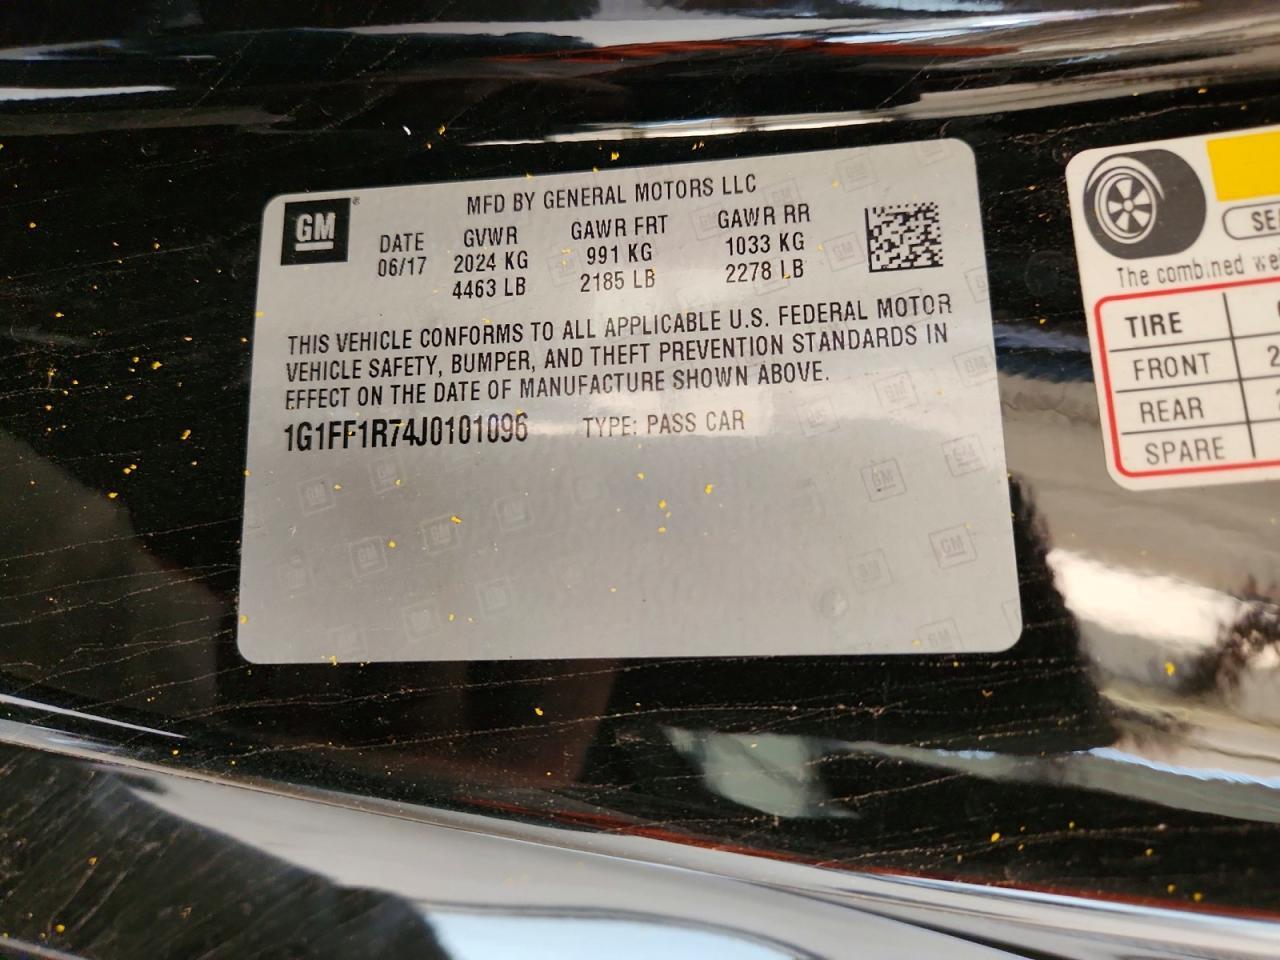 GM
MFD BY GENERAL MOTORS LLC
DATE GVWR GAWR FRT GAWR RR
06/17 2024 KG 991 KG 1033 KG
4463 LB 2185 LB 2278 LB
THIS VEHICLE CONFORMS TO ALL APPLICABLE U.S. FEDERAL MOTOR
VEHICLE SAFETY, BUMPER, AND THEFT PREVENTION STANDARDS IN
EFFECT ON THE DATE OF MANUFACTURE SHOWN ABOVE.
1G1FF1R74J0101096 TYPE: PASS CAR
The combined
TIRE
FRONT
REAR
SPARE